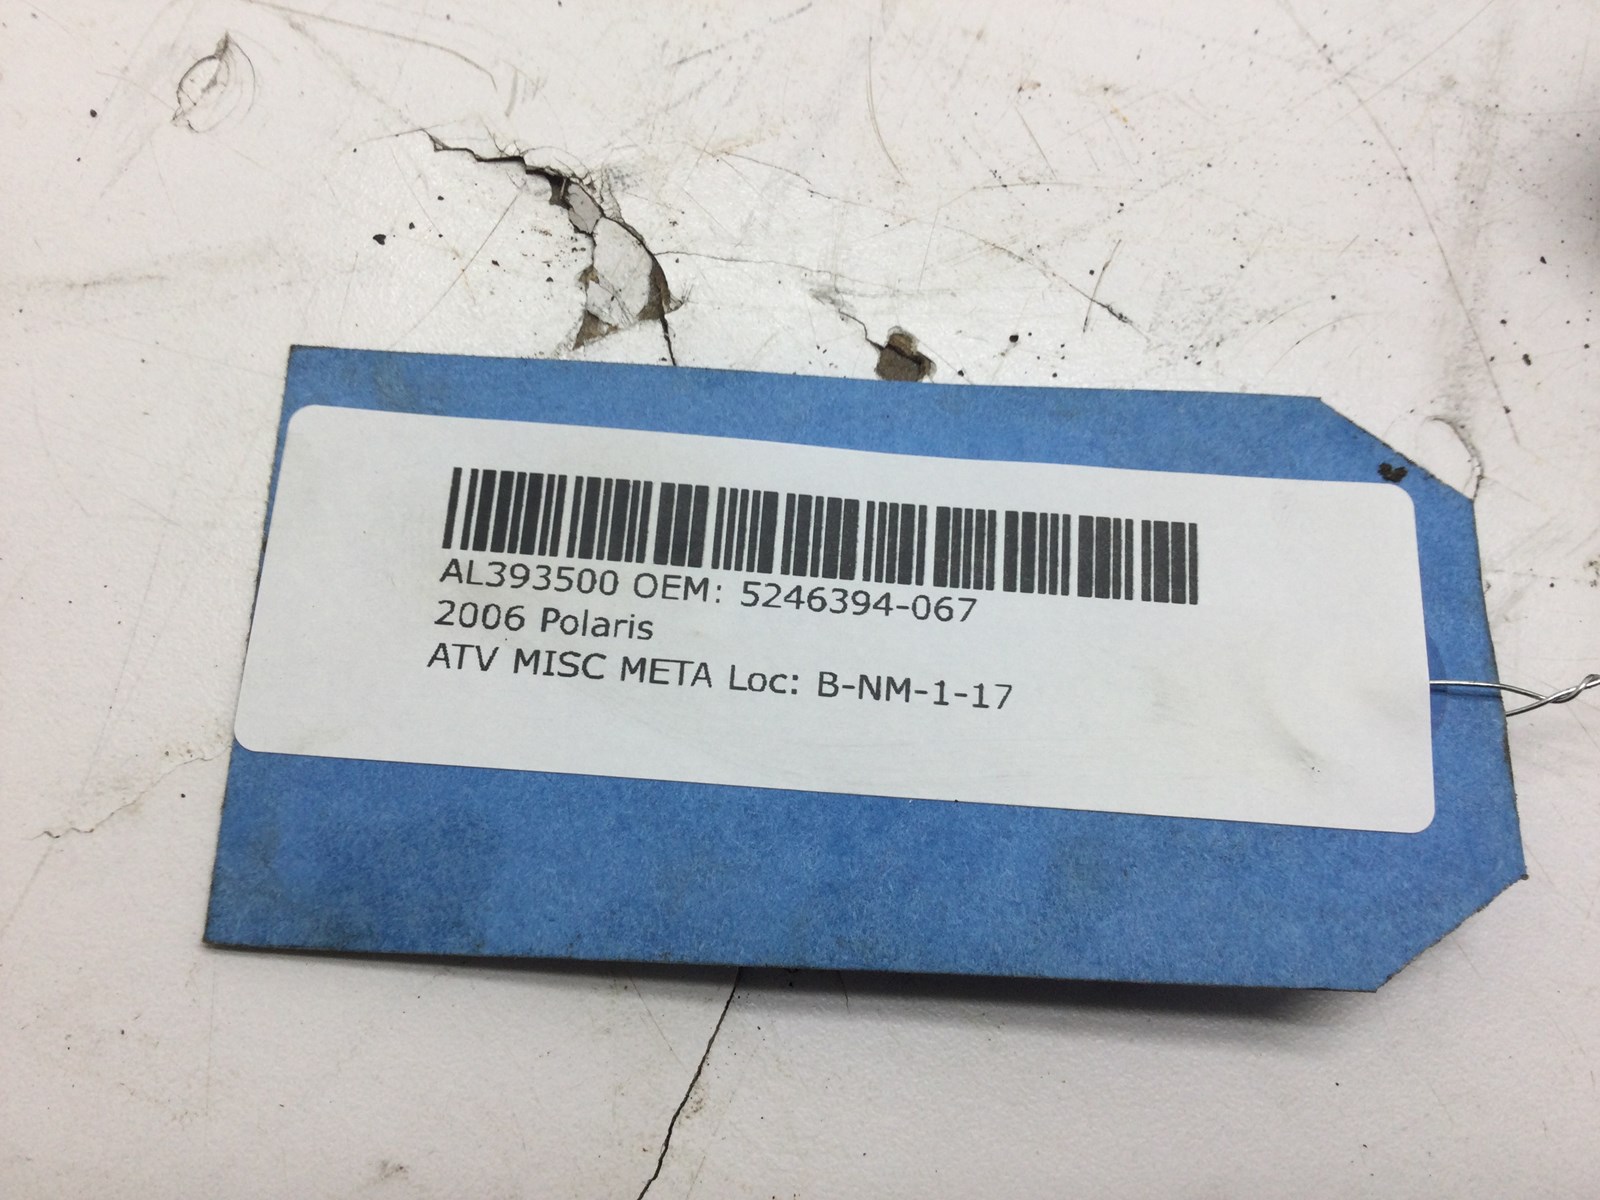 AL393500 OEM: 5246394-067
2006 Polaris
ATV MISC META Loc: B-NM-1-17